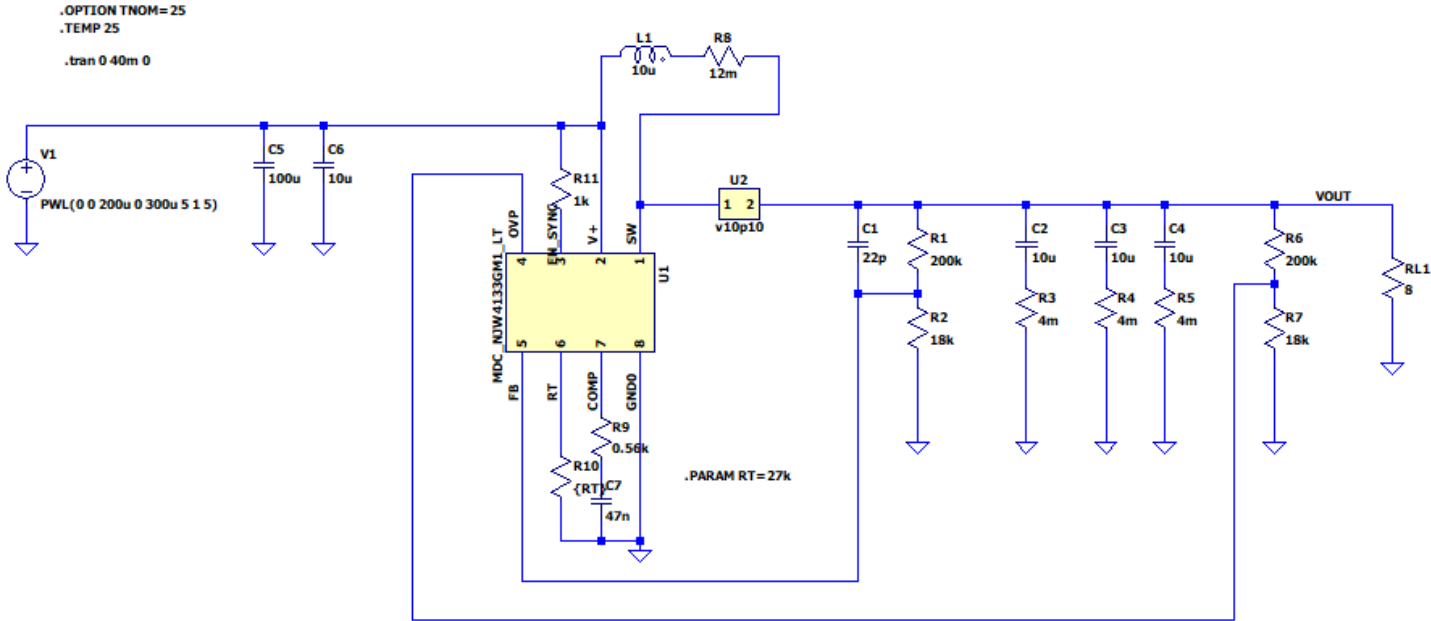 .OPTION TNOM=25
.TEMP 25
.tran 0 40m 0
L1
10u
R8
12m
V1
PWL(0 0 200u 0 300u 5 1 5)
C5
100u
C6
10u
R11
1k
U2
1 2
v10p10
VOUT
C1
22p
R1
200k
C2
10u
C3
10u
C4
10u
R6
200k
RL1
8
OVP
EN_SYNC
V+
SW
4 3 2 1
MDC_NJW4133GM1_LT
U1
5 6 7 8
FB
RT
COMP
GND0
R2
18k
R3
4m
R4
4m
R5
4m
R7
18k
R9
0.56k
R10
{RT}
C7
47n
.PARAM RT=27k